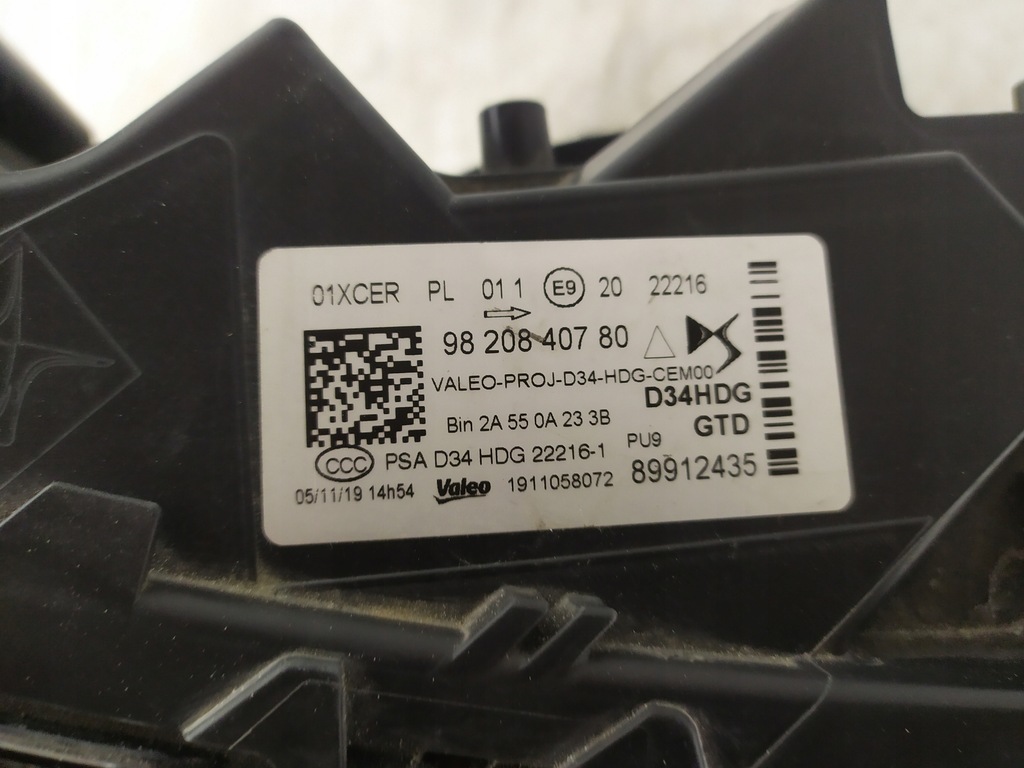 01XCER PL 01 1 E9 20 22216
98 208 407 80 DS
VALEO-PROJ-D34-HDG-CEM00
D34HDG
Bin 2A 55 0A 23 3B GTD
CCC PSA D34 HDG 22216-1 PU9
05/11/19 14h54 Valeo 1911058072 89912435